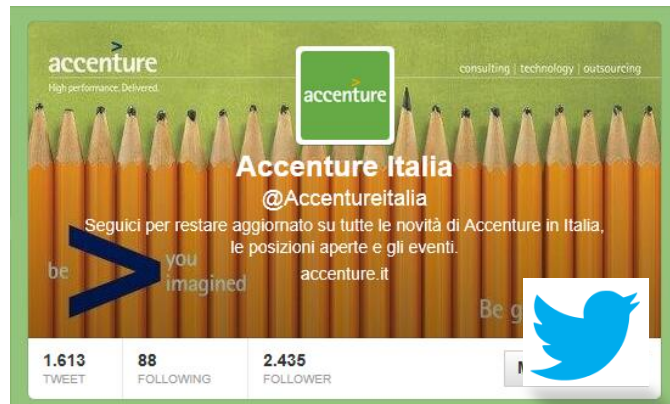 accenture
High performance. Delivered.
consulting | technology | outsourcing
accenture
Accenture Italia
@Accentureitalia
Seguici per restare aggiornato su tutte le novità di Accenture in Italia,
le posizioni aperte e gli eventi.
accenture.it
be > you
imagined
Be
1.613 88 2.435
TWEET FOLLOWING FOLLOWER